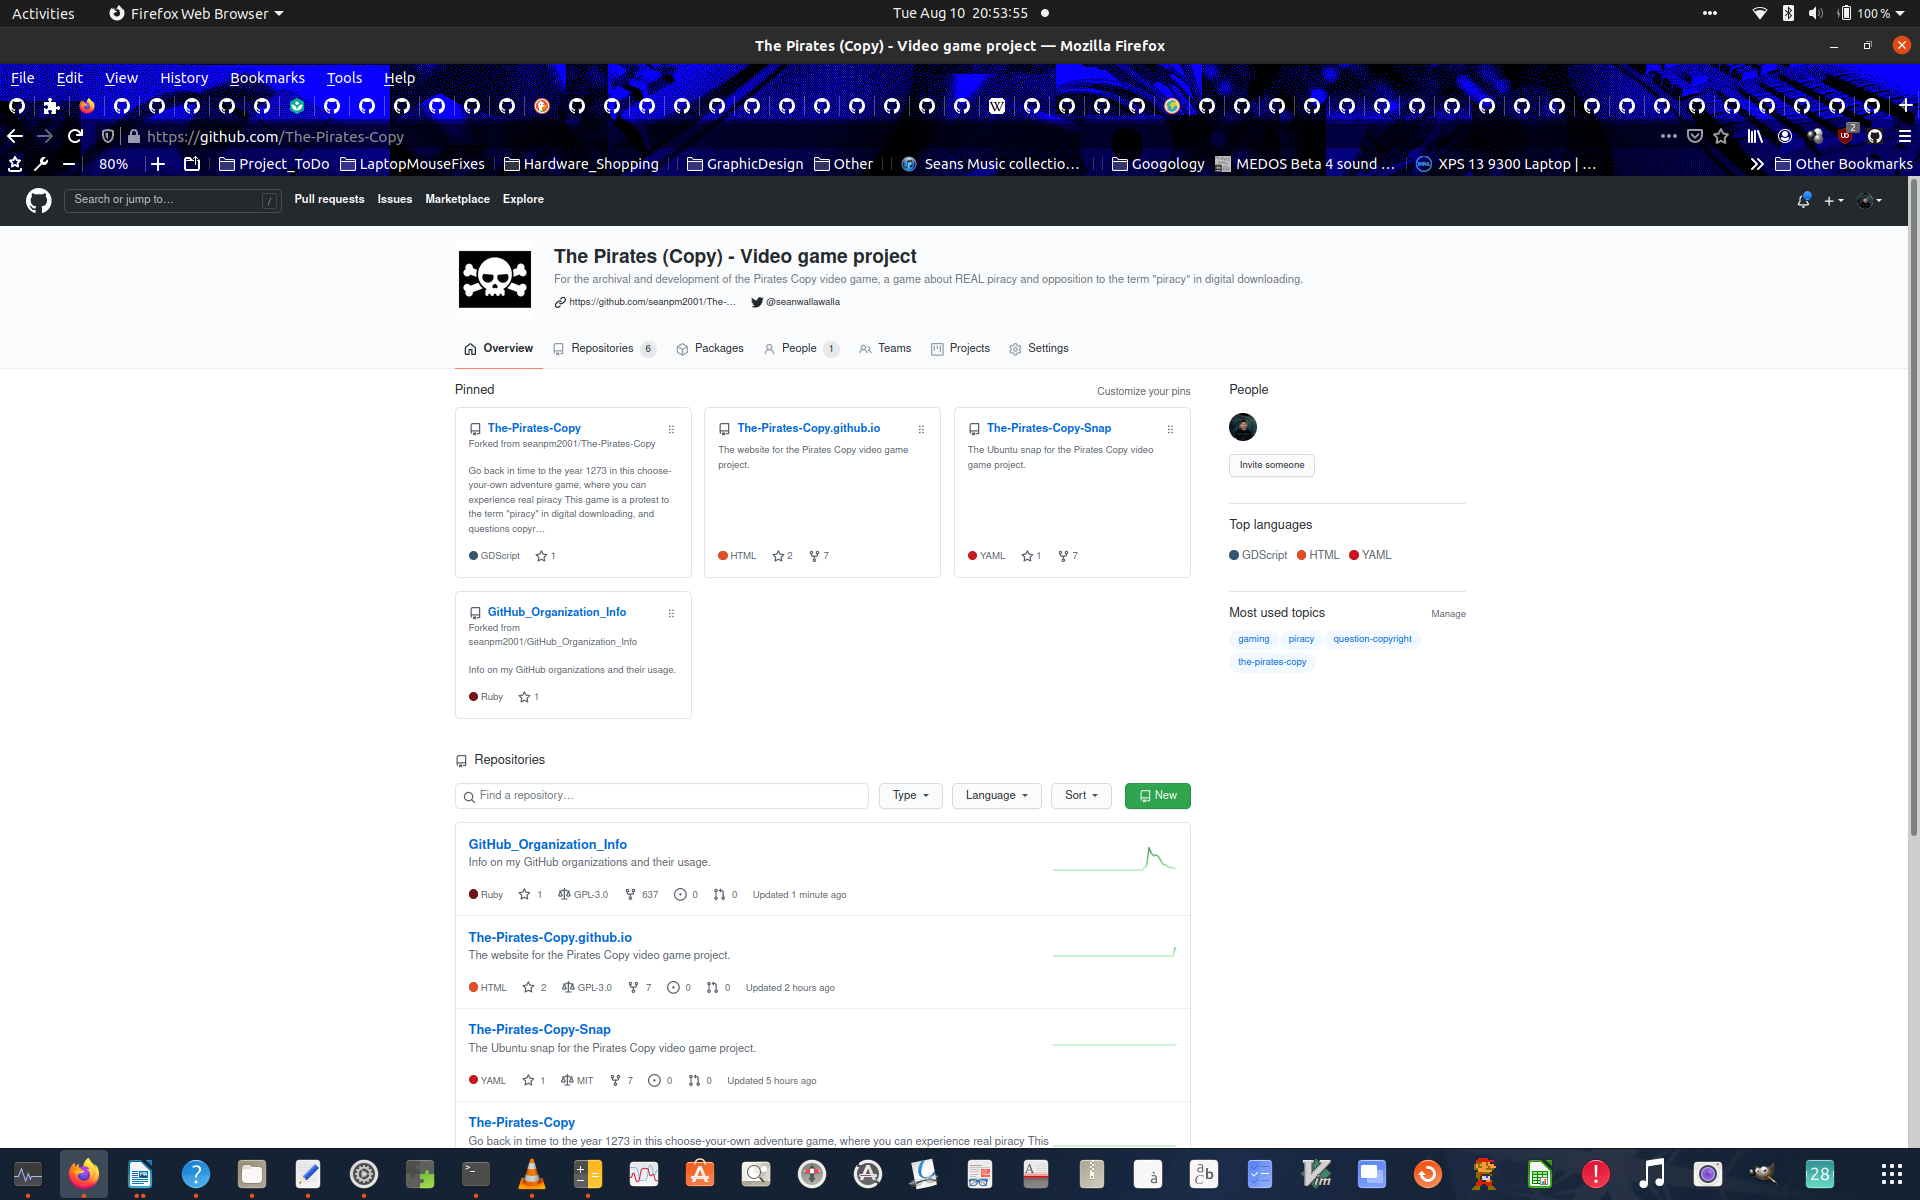 Activities Firefox Web Browser Tue Aug 10 20:53:55 100 %
The Pirates (Copy) - Video game project — Mozilla Firefox
File Edit View History Bookmarks Tools Help
https://github.com/The-Pirates-Copy 2
80% Project_ToDo LaptopMouseFixes Hardware_Shopping GraphicDesign Other Seans Music collectio… Googology MEDOS Beta 4 sound … XPS 13 9300 Laptop | … Other Bookmarks
Search or jump to… / Pull requests Issues Marketplace Explore
The Pirates (Copy) - Video game project
For the archival and development of the Pirates Copy video game, a game about REAL piracy and opposition to the term "piracy" in digital downloading.
https://github.com/seanpm2001/The-… @seanwallawalla
Overview Repositories 6 Packages People 1 Teams Projects Settings
Pinned Customize your pins
The-Pirates-Copy
Forked from seanpm2001/The-Pirates-Copy
Go back in time to the year 1273 in this choose-
your-own adventure game, where you can
experience real piracy This game is a protest to
the term "piracy" in digital downloading, and
questions copyr…
GDScript 1
The-Pirates-Copy.github.io
The website for the Pirates Copy video game
project.
HTML 2 7
The-Pirates-Copy-Snap
The Ubuntu snap for the Pirates Copy video
game project.
YAML 1 7
GitHub_Organization_Info
Forked from
seanpm2001/GitHub_Organization_Info
Info on my GitHub organizations and their usage.
Ruby 1
People
Invite someone
Top languages
GDScript HTML YAML
Most used topics Manage
gaming piracy question-copyright
the-pirates-copy
Repositories
Find a repository… Type Language Sort New
GitHub_Organization_Info
Info on my GitHub organizations and their usage.
Ruby 1 GPL-3.0 637 0 0 Updated 1 minute ago
The-Pirates-Copy.github.io
The website for the Pirates Copy video game project.
HTML 2 GPL-3.0 7 0 0 Updated 2 hours ago
The-Pirates-Copy-Snap
The Ubuntu snap for the Pirates Copy video game project.
YAML 1 MIT 7 0 0 Updated 5 hours ago
The-Pirates-Copy
Go back in time to the year 1273 in this choose-your-own adventure game, where you can experience real piracy This
28